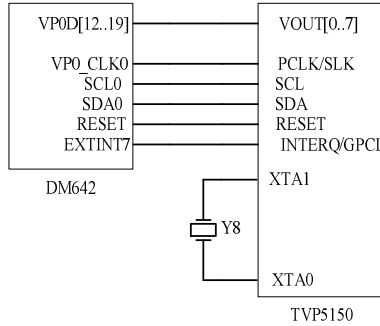 VP0D[12..19] VOUT[0..7]
VP0_CLK0 PCLK/SLK
SCL0 SCL
SDA0 SDA
RESET RESET
EXTINT7 INTERQ/GPCL
DM642
XTA1
Y8
XTA0
TVP5150